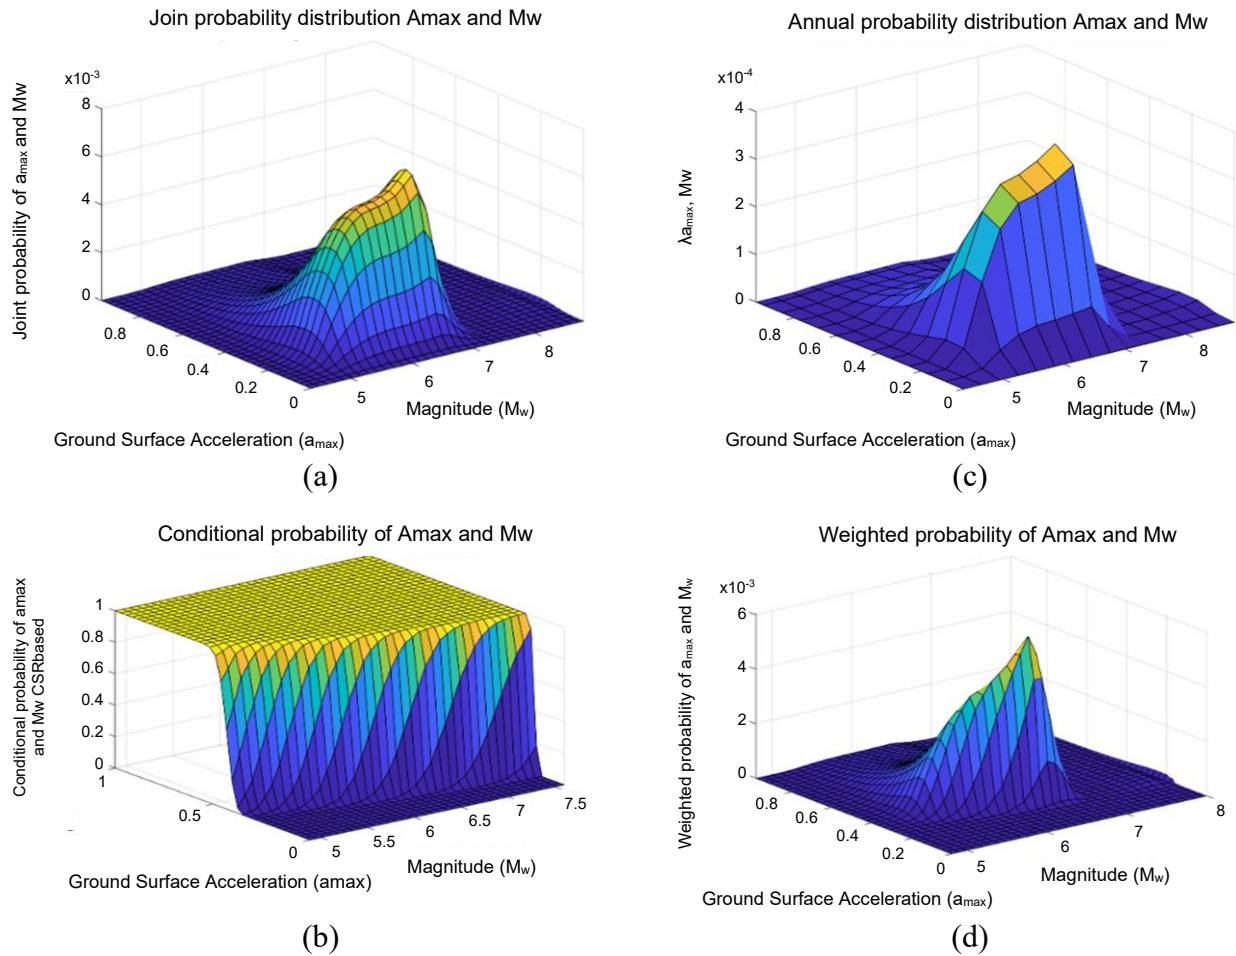 Join probability distribution Amax and Mw
x10-3
8
6
4
2
0
Joint probability of amax and Mw
0.8
0.6
0.4
0.2
0
5
6
7
8
Magnitude (Mw)
Ground Surface Acceleration (amax)
(a)
Annual probability distribution Amax and Mw
x10-4
4
3
2
1
0
λamax, Mw
0.8
0.6
0.4
0.2
0
5
6
7
8
Magnitude (Mw)
Ground Surface Acceleration (amax)
(c)
Conditional probability of Amax and Mw
1
0.8
0.6
0.4
0.2
0
Conditional probability of amax
and Mw CSRbased
1
0.5
0
5
5.5
6
6.5
7
7.5
Magnitude (Mw)
Ground Surface Acceleration (amax)
(b)
Weighted probability of Amax and Mw
x10-3
6
4
2
0
Weighted probability of amax and Mw
0.8
0.6
0.4
0.2
0
5
6
7
8
Magnitude (Mw)
Ground Surface Acceleration (amax)
(d)